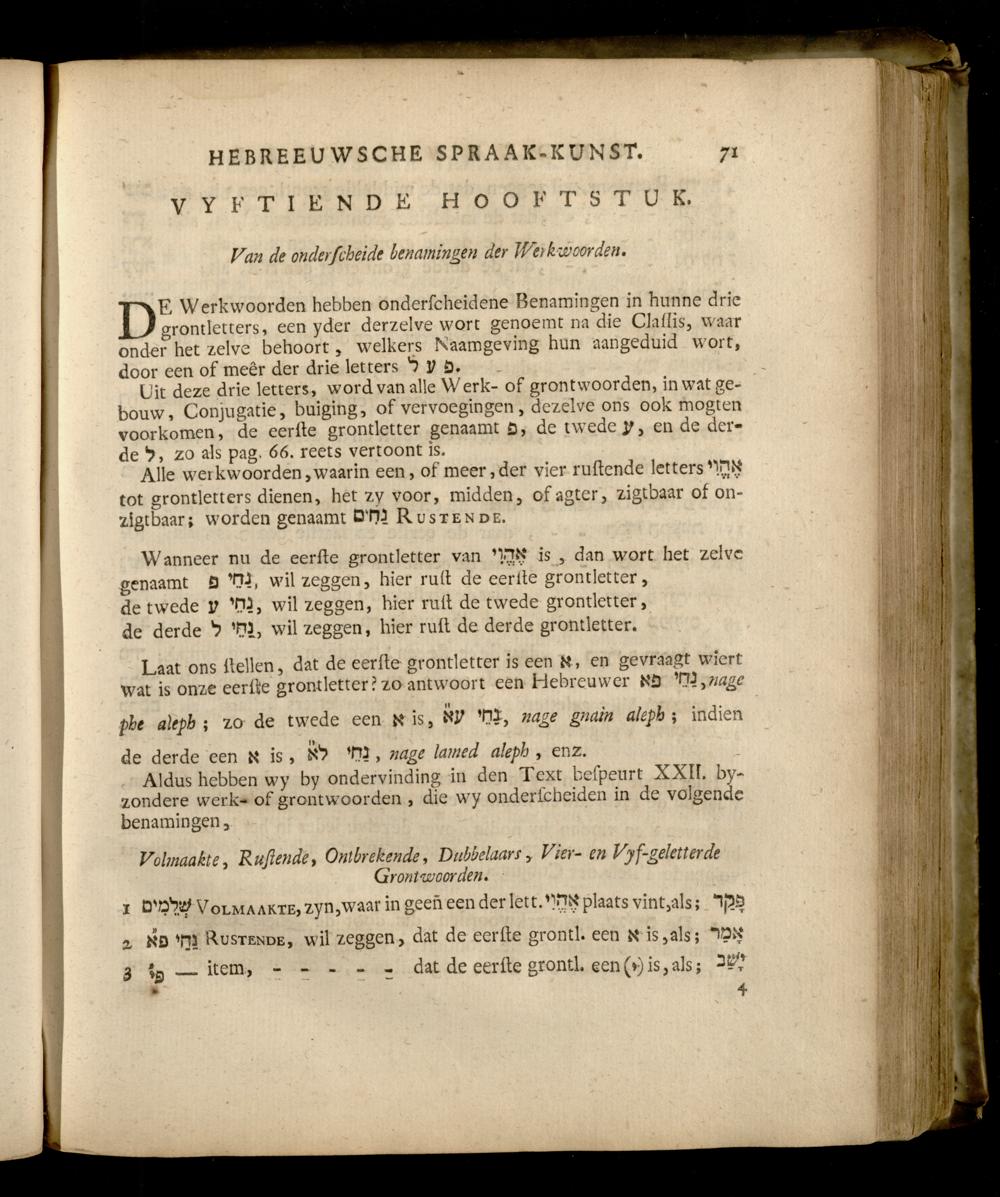 HEBREEUWSCHE SPRAAK-KUNST. 71
VYFTIENDE HOOFTSTUK.
Van de onderſcheide benamingen der Werkwoorden.
DE Werkwoorden hebben onderſcheidene Benamingen in hunne drie
grontletters, een yder derzelve wort genoemt na die Claſſis, waar
onder het zelve behoort, welkers Naamgeving hun aangeduid wort,
door een of meêr der drie letters פ ע ל.
Uit deze drie letters, word van alle Werk- of grontwoorden, in wat ge-
bouw, Conjugatie, buiging, of vervoegingen, dezelve ons ook mogten
voorkomen, de eerſte grontletter genaamt פ, de twede ע, en de der-
de ל, zo als pag. 66. reets vertoont is.
Alle werkwoorden, waarin een, of meer, der vier ruſtende letters אֶהֱוִי
tot grontletters dienen, het zy voor, midden, of agter, zigtbaar of on-
zigtbaar; worden genaamt נָחִים RUSTENDE.
Wanneer nu de eerſte grontletter van אֶהֱוִי is, dan wort het zelve
genaamt נָחֵי פ, wil zeggen, hier ruſt de eerſte grontletter,
de twede נָחֵי ע, wil zeggen, hier ruſt de twede grontletter,
de derde נָחֵי ל, wil zeggen, hier ruſt de derde grontletter.
Laat ons ſtellen, dat de eerſte grontletter is een א, en gevraagt wiert
wat is onze eerſte grontletter? zo antwoort een Hebreuwer נָחֵי פא, nage
phe aleph; zo de twede een א is, נָחֵי ע״א, nage gnain aleph; indien
de derde een א is, נָחֵי ל״א, nage lamed aleph, enz.
Aldus hebben wy by ondervinding in den Text beſpeurt XXII. by-
zondere werk- of grontwoorden, die wy onderſcheiden in de volgende
benamingen,
Volmaakte, Ruſtende, Ontbrekende, Dubbelaars, Vier- en Vyf-geletterde
Grontwoorden.
1 שְׁלֵמִים VOLMAAKTE, zyn, waar in geeñ een der lett. אֶהֱוִי plaats vint, als; פָּקַד
2 נָחֵי פ״א RUSTENDE, wil zeggen, dat de eerſte grontl. een א is, als; אָמַר
3 פ״י — item, - - - - - dat de eerſte grontl. een (י) is, als; יָשַׁב
4